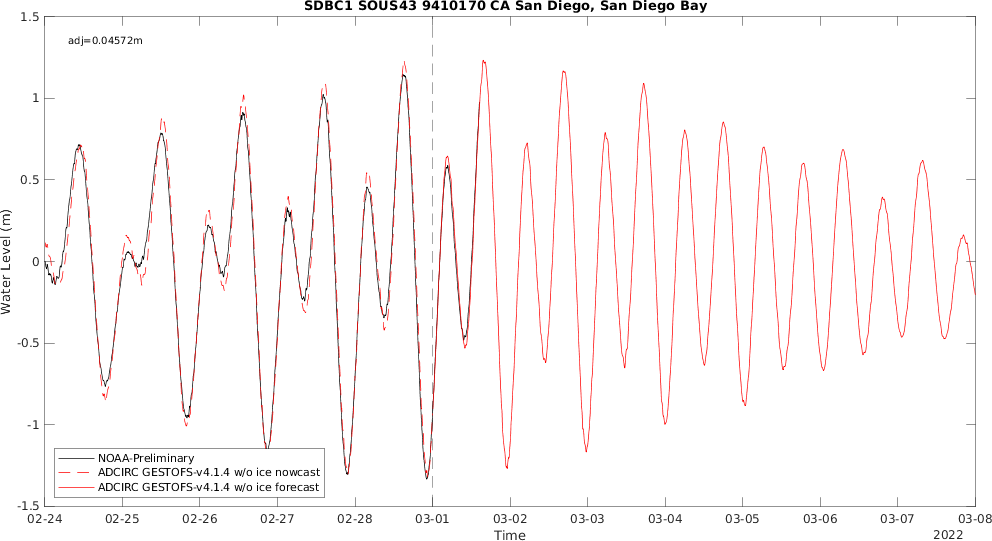 SDBC1 SOUS43 9410170 CA San Diego, San Diego Bay
1.5
adj=0.04572m
1
0.5
0
-0.5
-1
-1.5
Water Level (m)
NOAA-Preliminary
ADCIRC GESTOFS-v4.1.4 w/o ice nowcast
ADCIRC GESTOFS-v4.1.4 w/o ice forecast
02-24 02-25 02-26 02-27 02-28 03-01 03-02 03-03 03-04 03-05 03-06 03-07 03-08
Time
2022